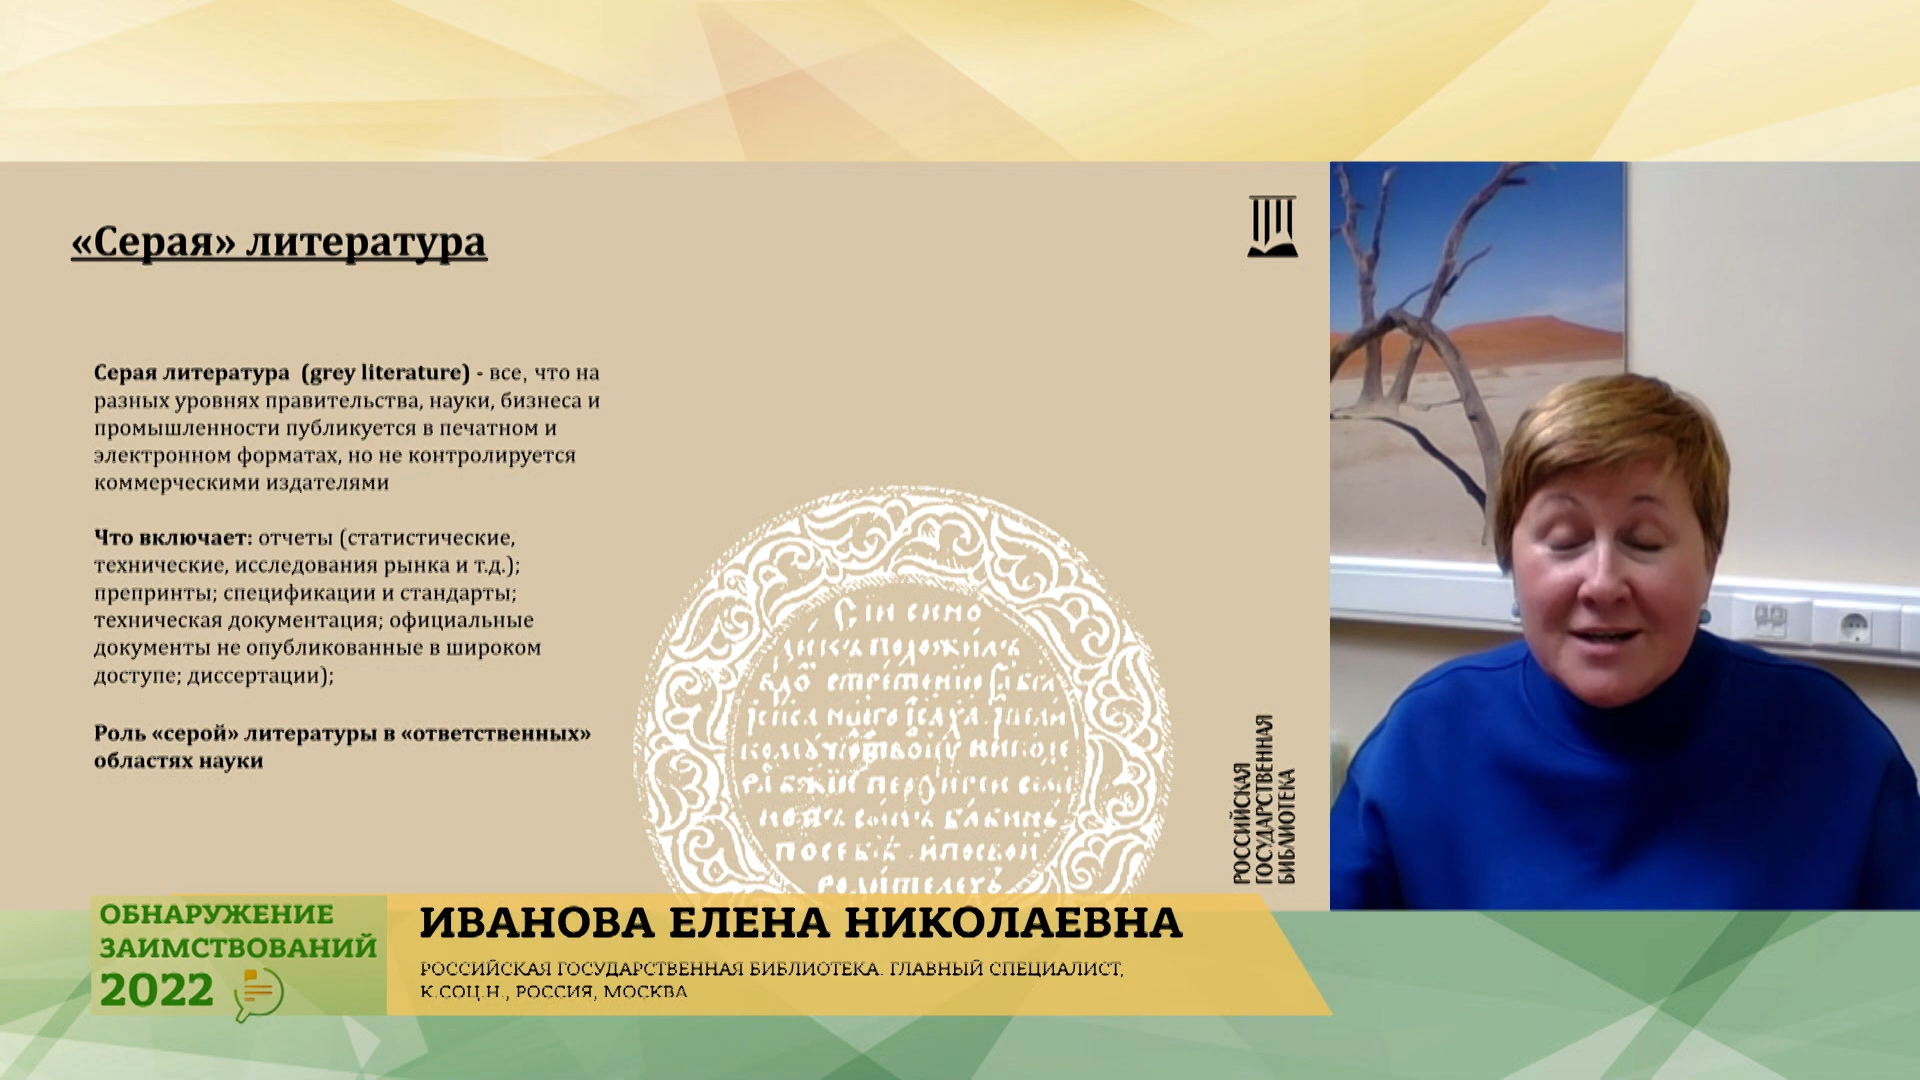 «Серая» литература
Серая литература (grey literature) - все, что на
разных уровнях правительства, науки, бизнеса и
промышленности публикуется в печатном и
электронном форматах, но не контролируется
коммерческими издателями
Что включает: отчеты (статистические,
технические, исследования рынка и т.д.);
препринты; спецификации и стандарты;
техническая документация; официальные
документы не опубликованные в широком
доступе; диссертации);
Роль «серой» литературы в «ответственных»
областях науки
РОССИЙСКАЯ
ГОСУДАРСТВЕННАЯ
БИБЛИОТЕКА
ОБНАРУЖЕНИЕ
ЗАИМСТВОВАНИЙ
2022
ИВАНОВА ЕЛЕНА НИКОЛАЕВНА
РОССИЙСКАЯ ГОСУДАРСТВЕННАЯ БИБЛИОТЕКА. ГЛАВНЫЙ СПЕЦИАЛИСТ,
К.СОЦ.Н., РОССИЯ, МОСКВА